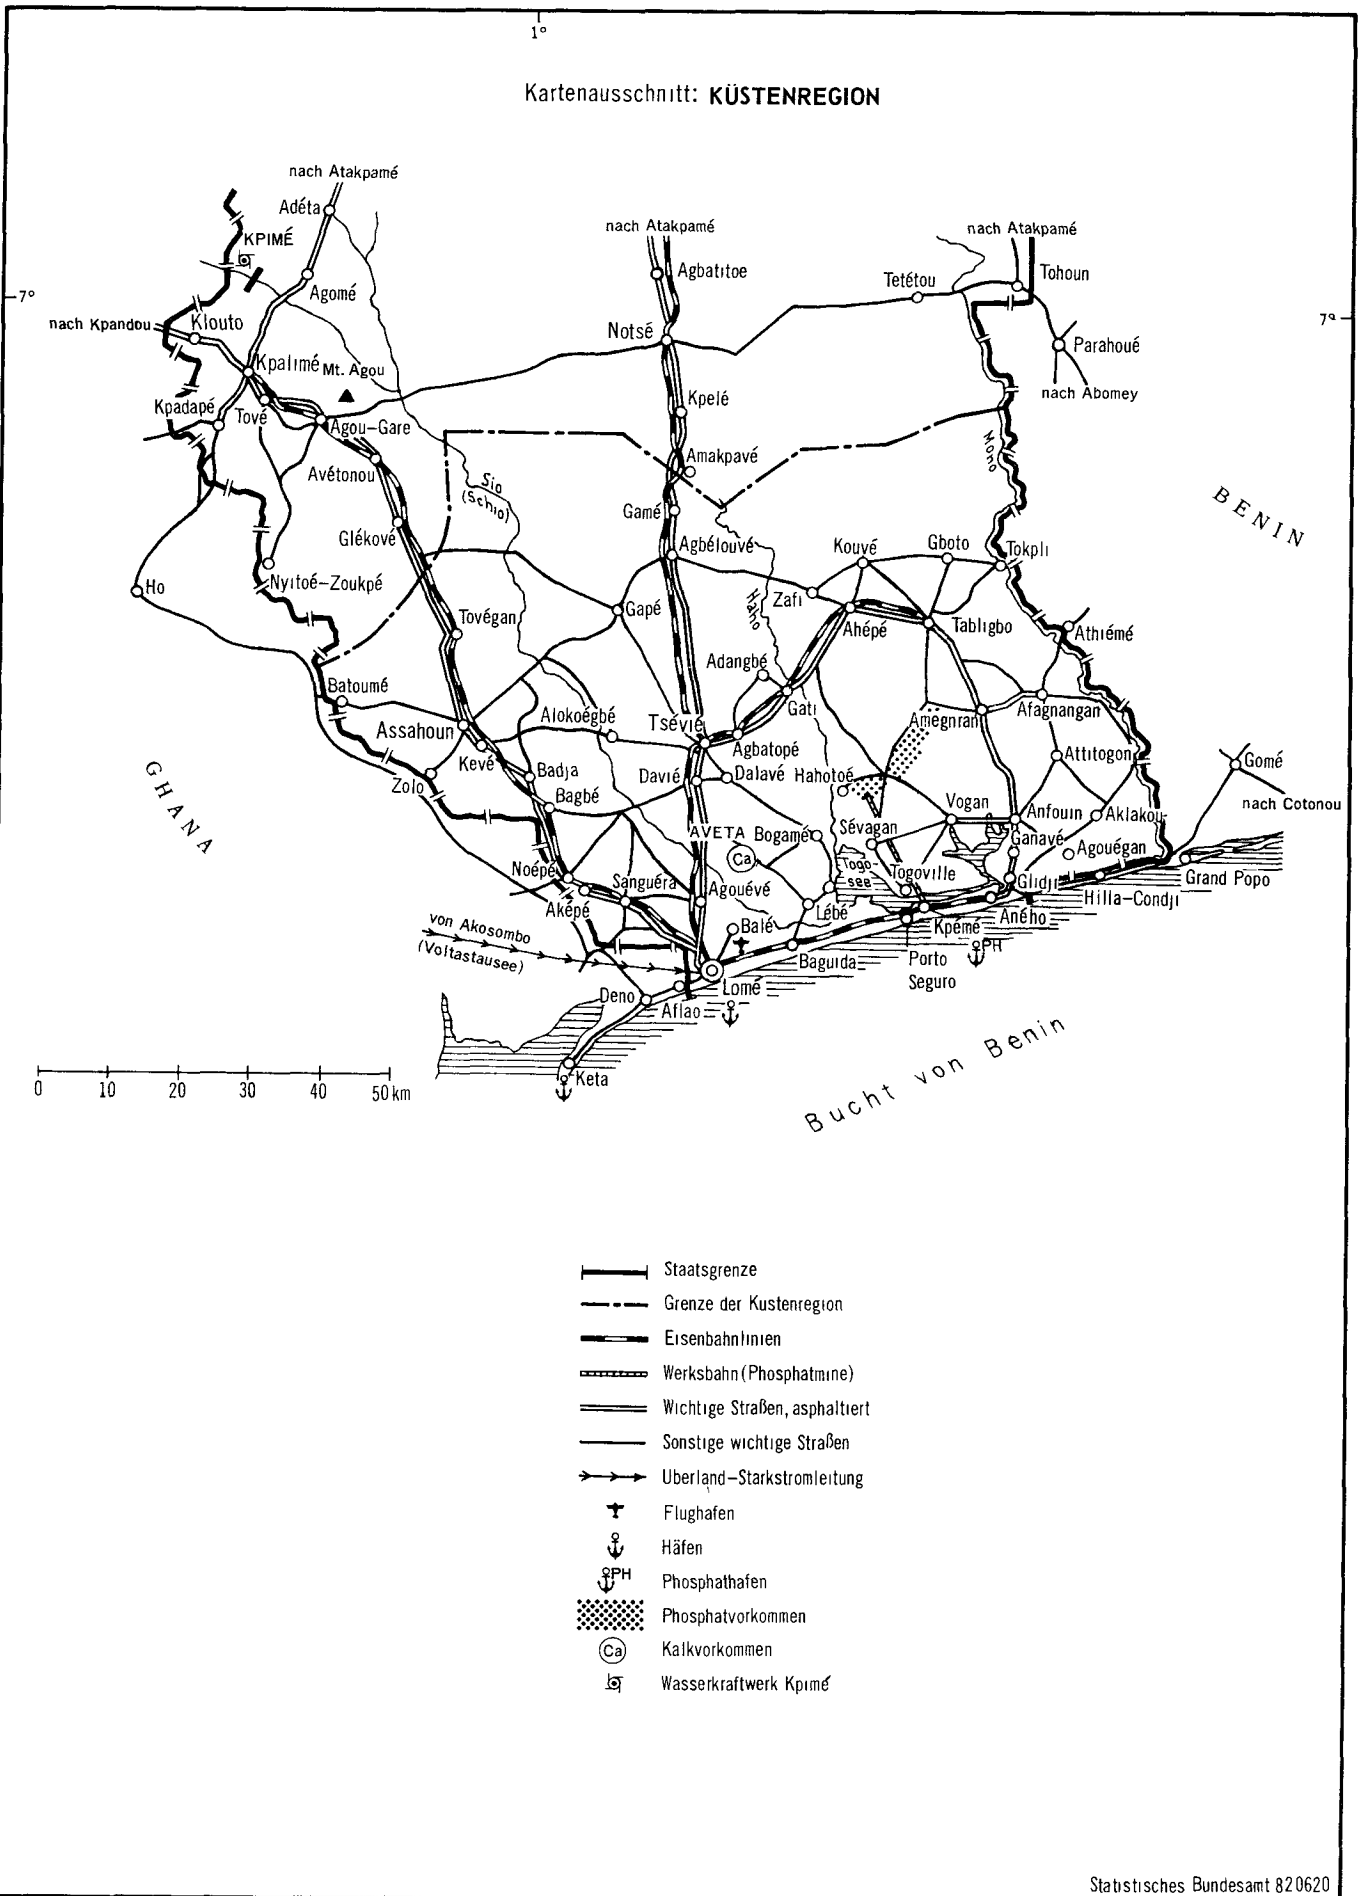 1°
Kartenausschnitt: KÜSTENREGION
nach Atakpamé
Adéta
KPIMÉ
Agomé
nach Atakpamé
Agbatitoe
nach Atakpamé
Tetétou
Tohoun
7°
7°
nach Kpandou
Klouto
Notsé
Parahoué
Kpalimé
Mt. Agou
nach Abomey
Kpadapé
Tové
Agou-Gare
Kpelé
Avétonou
Amakpavé
Mono
Sio
(Schio)
BENIN
Glékové
Gamé
Agbélouvé
Kouvé
Gboto
Tokpli
Ho
Nyitoé-Zoukpé
Tovégan
Gapé
Haho
Zafi
Ahépé
Tabligbo
Athiémé
Adangbé
Batoumé
Gati
Alokoégbé
Tsévié
Amegnran
Afagnangan
Assahoun
Agbatopé
Kevé
Badja
Davié
Dalavé
Hahotoé
Attitogon
Gomé
GHANA
Zolo
Bagbé
Vogan
Anfouin
Aklakou
nach Cotonou
AVETA
Bogamé
Sévagan
Ca
Ganavé
Agouégan
Noépé
Togo-
see
Togoville
Glidji
Grand Popo
Sanguéra
Agouévé
Hilla-Condji
Aképé
Lébé
Kpémé
Aného
von Akosombo
(Voltastausee)
Balé
PH
Baguida
Porto
Seguro
Deno
Lomé
Aflao
Bucht von Benin
Keta
0 10 20 30 40 50 km
Staatsgrenze
Grenze der Kustenregion
Eisenbahnlinien
Werksbahn (Phosphatmine)
Wichtige Straßen, asphaltiert
Sonstige wichtige Straßen
Uberland-Starkstromleitung
Flughafen
Häfen
PH Phosphathafen
Phosphatvorkommen
Ca Kalkvorkommen
Wasserkraftwerk Kpimé
Statistisches Bundesamt 820620